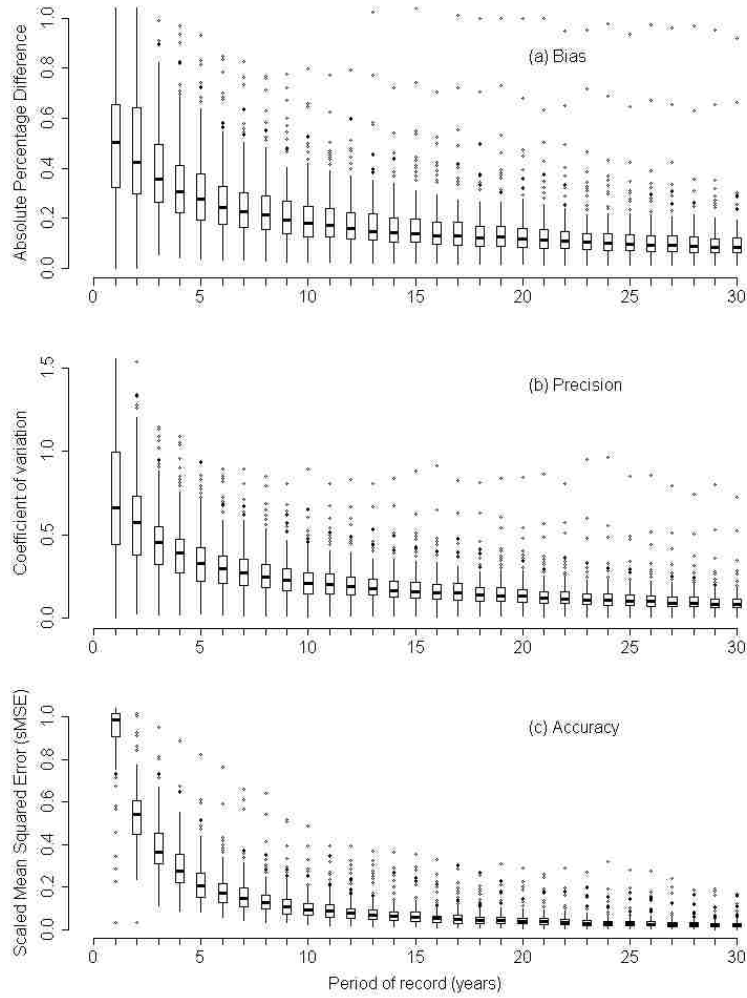 (a) Bias
Absolute Percentage Difference
1.0
0.8
0.6
0.4
0.2
0.0
0 5 10 15 20 25 30
(b) Precision
Coefficient of variation
1.5
1.0
0.5
0.0
0 5 10 15 20 25 30
(c) Accuracy
Scaled Mean Squared Error (sMSE)
1.0
0.8
0.6
0.4
0.2
0.0
0 5 10 15 20 25 30
Period of record (years)